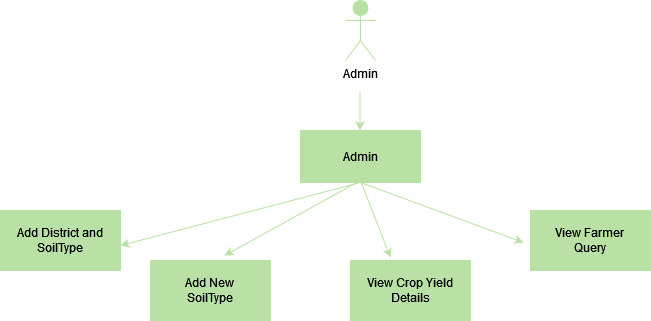 Admin
Admin
Add District and
SoilType
Add New
SoilType
View Crop Yield
Details
View Farmer
Query